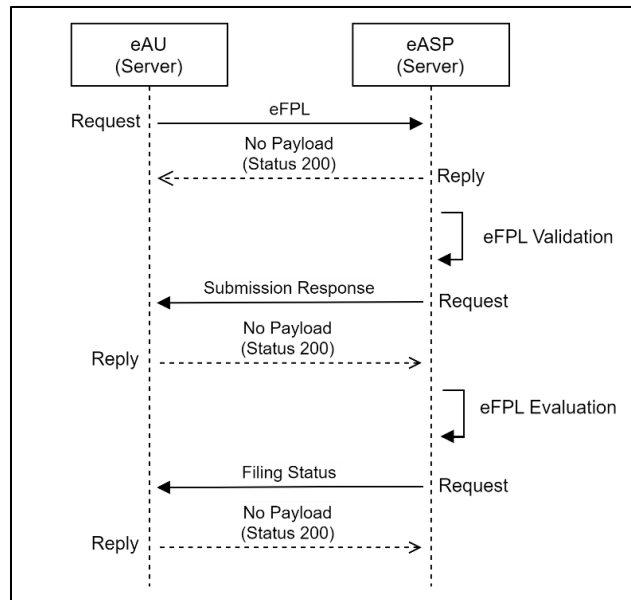 eAU
(Server)
eASP
(Server)
eFPL
Request
No Payload
(Status 200)
Reply
eFPL Validation
Submission Response
Request
No Payload
(Status 200)
Reply
eFPL Evaluation
Filing Status
Request
No Payload
(Status 200)
Reply